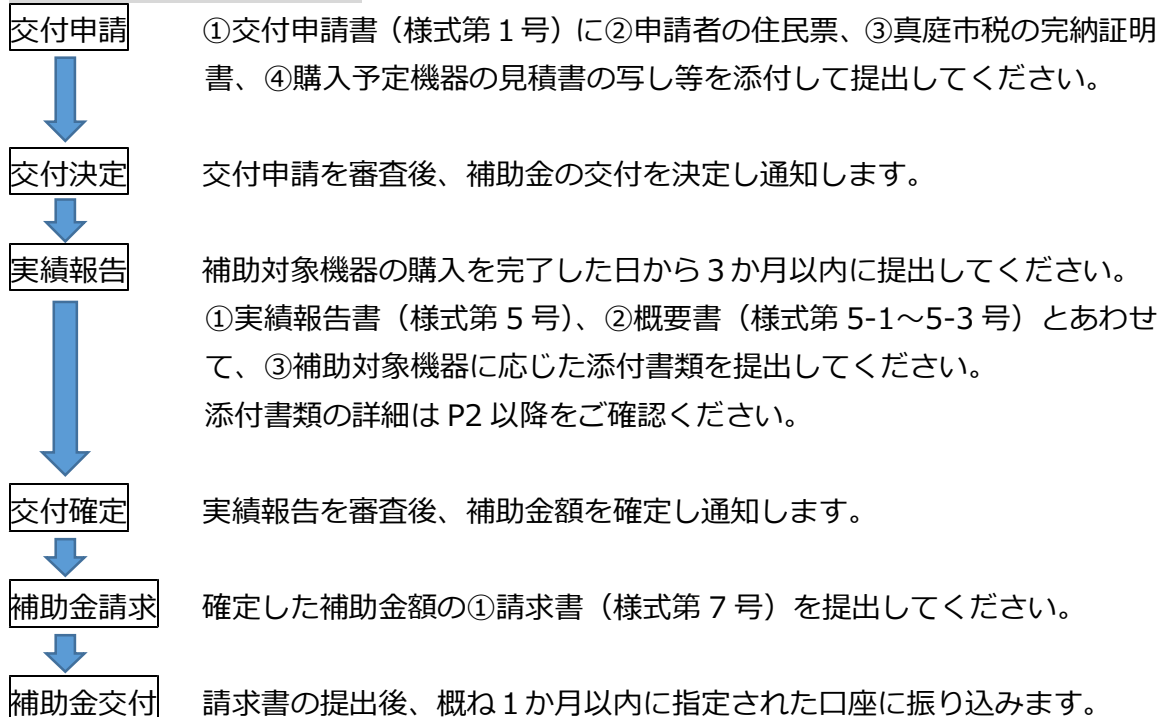 交付申請 ①交付申請書（様式第１号）に②申請者の住民票、③真庭市税の完納証明
書、④購入予定機器の見積書の写し等を添付して提出してください。
交付決定 交付申請を審査後、補助金の交付を決定し通知します。
実績報告 補助対象機器の購入を完了した日から３か月以内に提出してください。
①実績報告書（様式第 5 号）、②概要書（様式第 5-1～5-3 号）とあわせ
て、③補助対象機器に応じた添付書類を提出してください。
添付書類の詳細は P2 以降をご確認ください。
交付確定 実績報告を審査後、補助金額を確定し通知します。
補助金請求 確定した補助金額の①請求書（様式第 7 号）を提出してください。
補助金交付 請求書の提出後、概ね１か月以内に指定された口座に振り込みます。